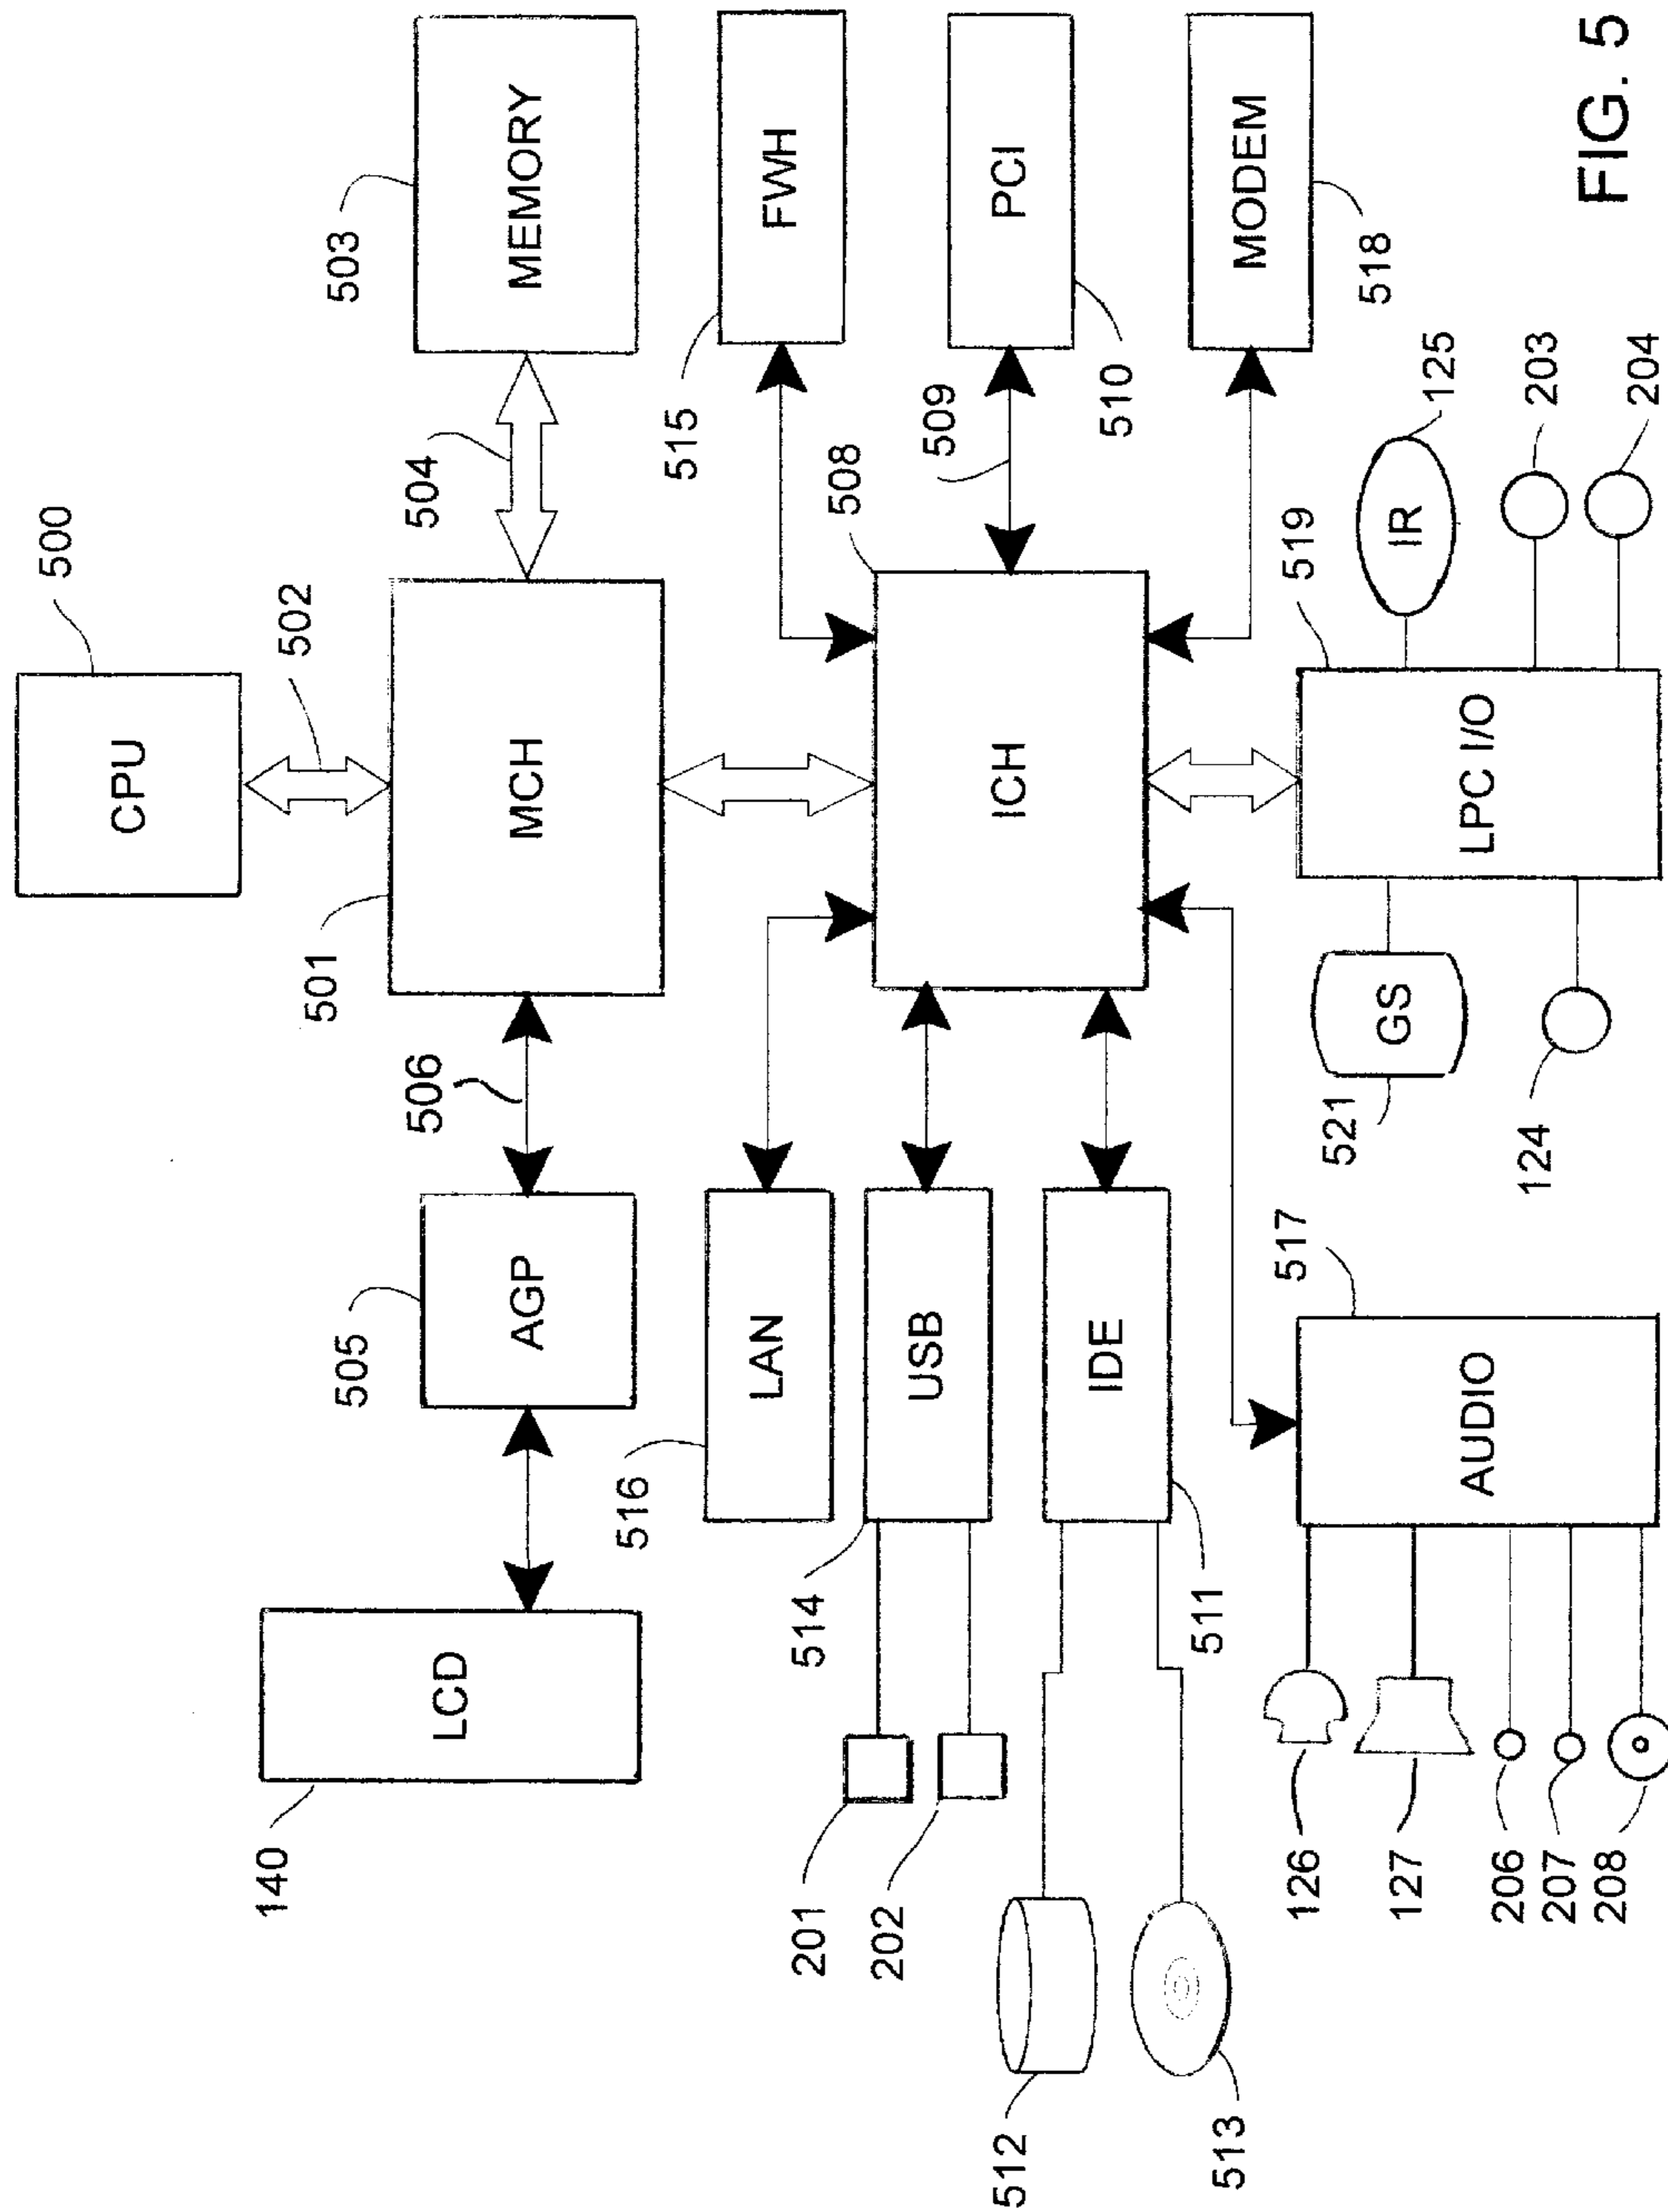 500
CPU
140
502
501
503
505
506
504
LCD
AGP
MCH
MEMORY
516
515
LAN
FWH
201
514
508
202
USB
509
512
ICH
PCI
IDE
510
511
513
MODEM
126
517
519
521
518
127
GS
IR
125
AUDIO
LPC I/O
206
124
207
203
208
204
FIG. 5